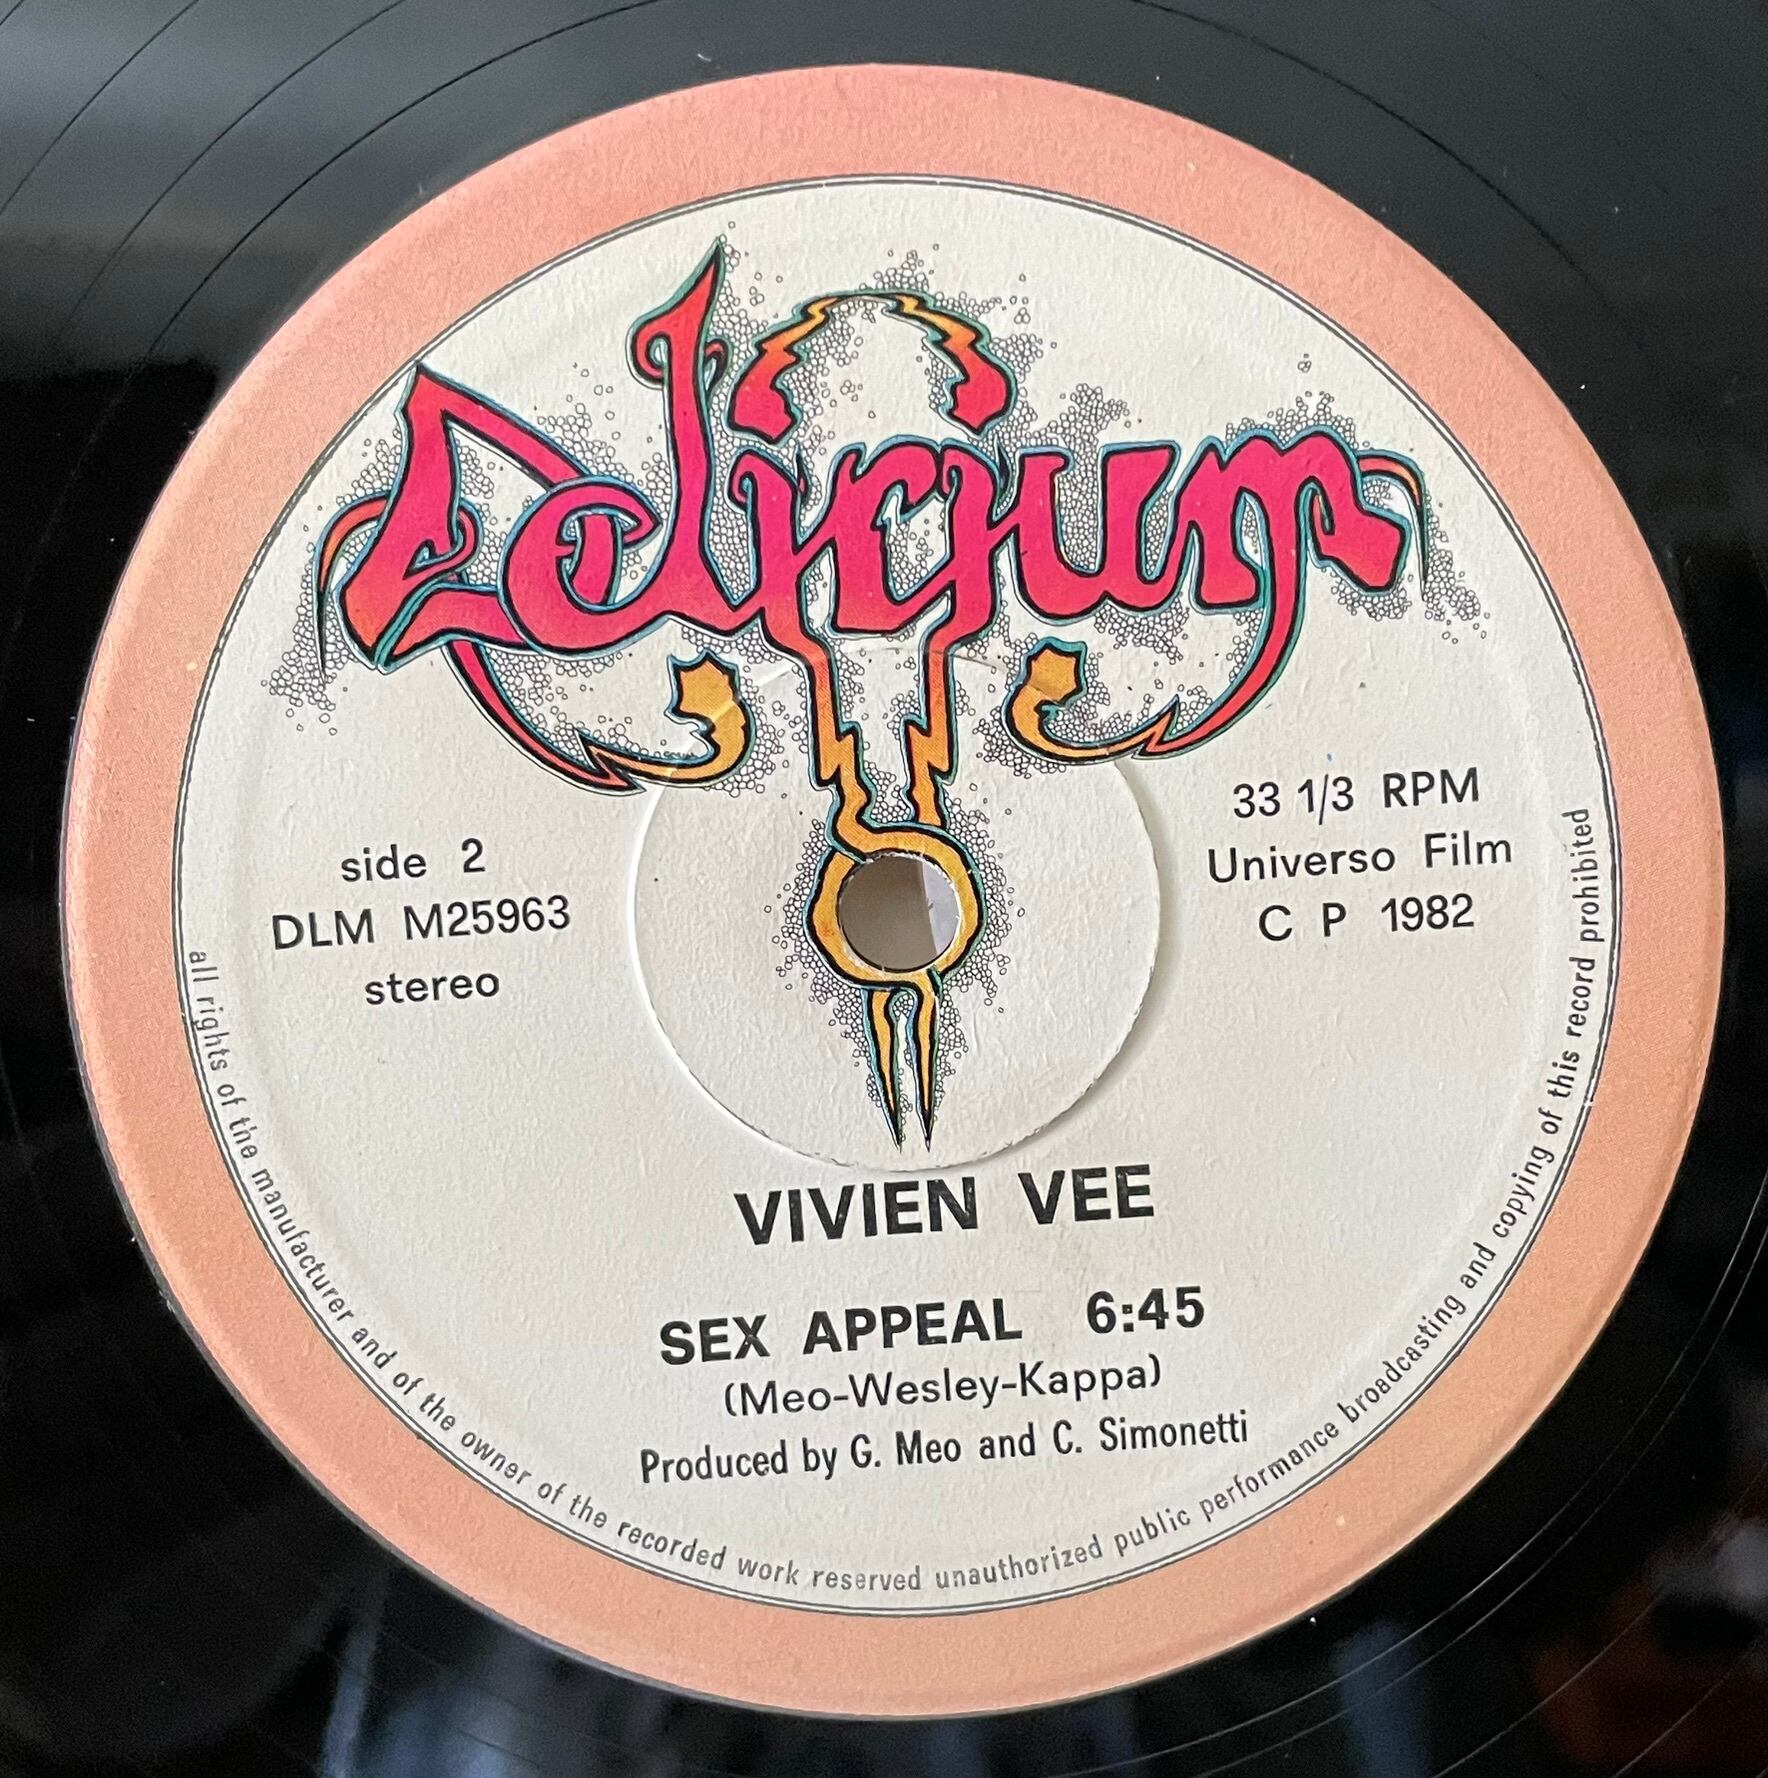 Delirium
side 2
DLM M25963
stereo
33 1/3 RPM
Universo Film
C P 1982
VIVIEN VEE
SEX APPEAL 6:45
(Meo-Wesley-Kappa)
Produced by G. Meo and C. Simonetti
all rights of the manufacturer and of the owner of the recorded work reserved unauthorized public performance broadcasting and copying of this record prohibited